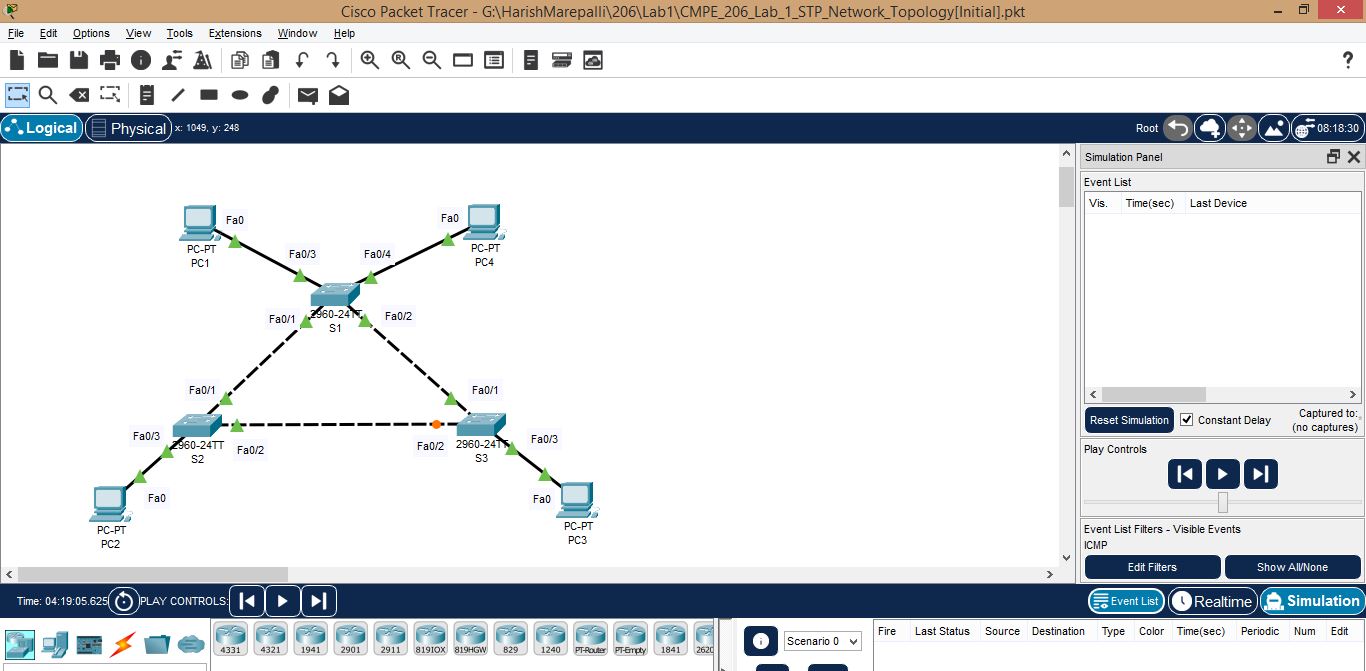 Cisco Packet Tracer - G:\HarishMarepalli\206\Lab1\CMPE_206_Lab_1_STP_Network_Topology[Initial].pkt
File Edit Options View Tools Extensions Window Help
Logical Physical x: 1049, y: 248 Root 08:18:30
Simulation Panel
Event List
Vis. Time(sec) Last Device
Fa0 Fa0
PC-PT PC-PT
PC1 PC4
Fa0/3 Fa0/4
2960-24TT
S1
Fa0/1 Fa0/2
Fa0/1 Fa0/1
2960-24TT 2960-24TT
S2 S3
Fa0/3 Fa0/2 Fa0/2 Fa0/3
Fa0 Fa0
PC-PT PC-PT
PC2 PC3
Reset Simulation Constant Delay Captured to:
(no captures)
Play Controls
Event List Filters - Visible Events
ICMP
Edit Filters Show All/None
Time: 04:19:05.625 PLAY CONTROLS: Event List Realtime Simulation
4331 4321 1941 2901 2911 819IOX 819HGW 829 1240 PT-Router PT-Empty 1841 2620
Scenario 0
Fire Last Status Source Destination Type Color Time(sec) Periodic Num Edit